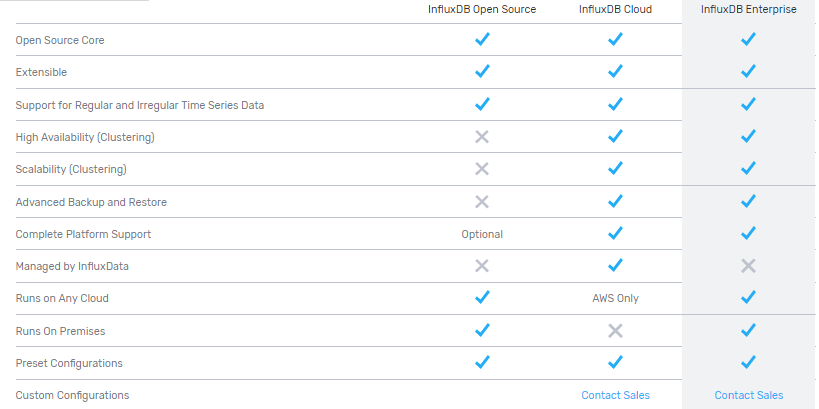 InfluxDB Open Source InfluxDB Cloud InfluxDB Enterprise
Open Source Core
Extensible
Support for Regular and Irregular Time Series Data
High Availability (Clustering)
Scalability (Clustering)
Advanced Backup and Restore
Complete Platform Support Optional
Managed by InfluxData
Runs on Any Cloud AWS Only
Runs On Premises
Preset Configurations
Custom Configurations Contact Sales Contact Sales